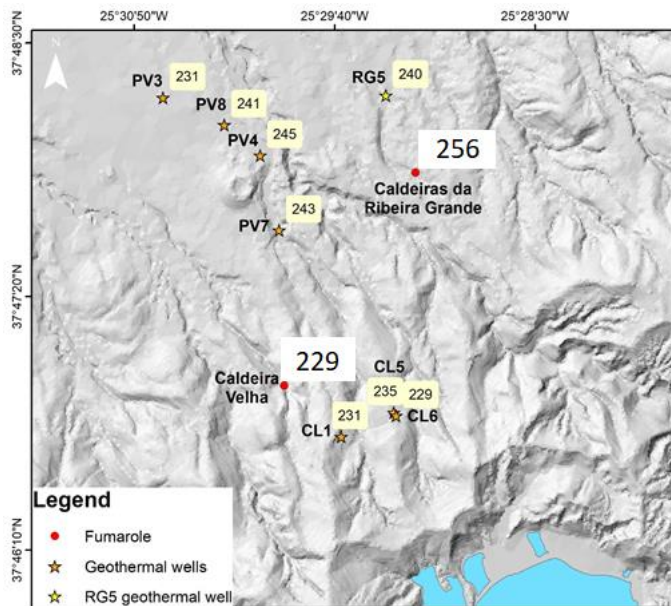 25°30'50"W
25°29'40"W
25°28'30"W
37°48'30"N
N
PV3
231
PV8
241
PV4
245
RG5
240
256
Caldeiras da
Ribeira Grande
PV7
243
37°47'20"N
229
Caldeira
Velha
CL5
235
229
231
CL1
CL6
37°46'10"N
Legend
Fumarole
Geothermal wells
RG5 geothermal well